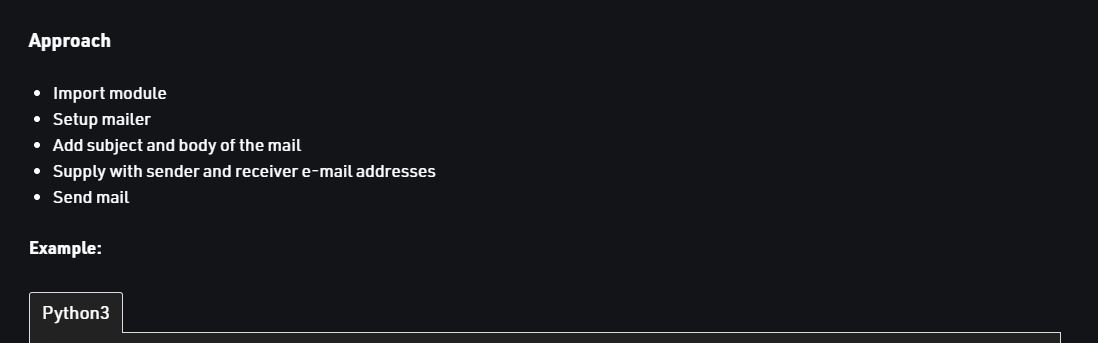 Approach
• Import module
• Setup mailer
• Add subject and body of the mail
• Supply with sender and receiver e-mail addresses
• Send mail
Example:
Python3